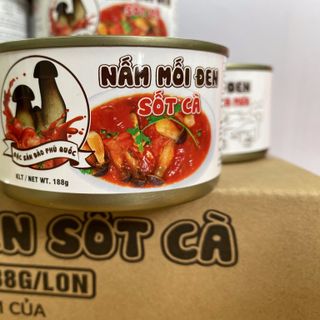 NẤM MỐI ĐEN
SỐT CÀ
ĐẶC SẢN ĐẢO PHÚ QUỐC
KLT / NET WT. 188g
ĐEN
SỐT CÀ
88G/LON
CỦA